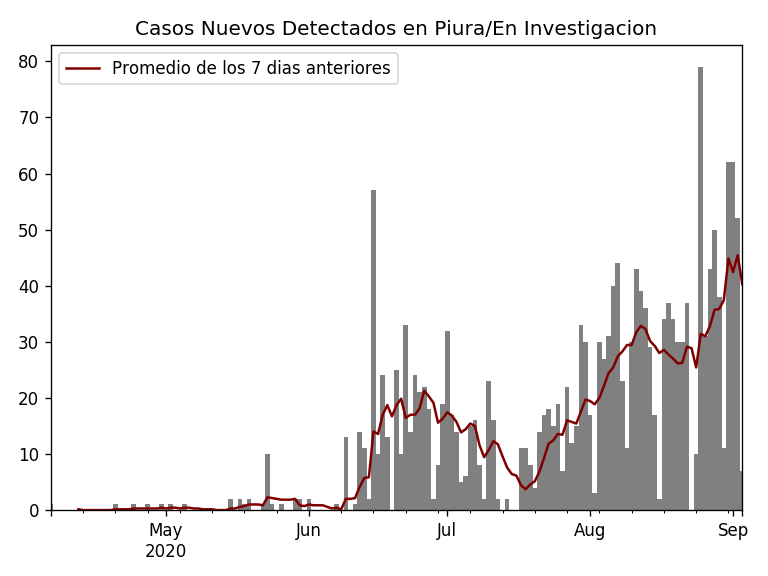 Casos Nuevos Detectados en Piura/En Investigacion
Promedio de los 7 dias anteriores
80
70
60
50
40
30
20
10
0
May
2020
Jun
Jul
Aug
Sep